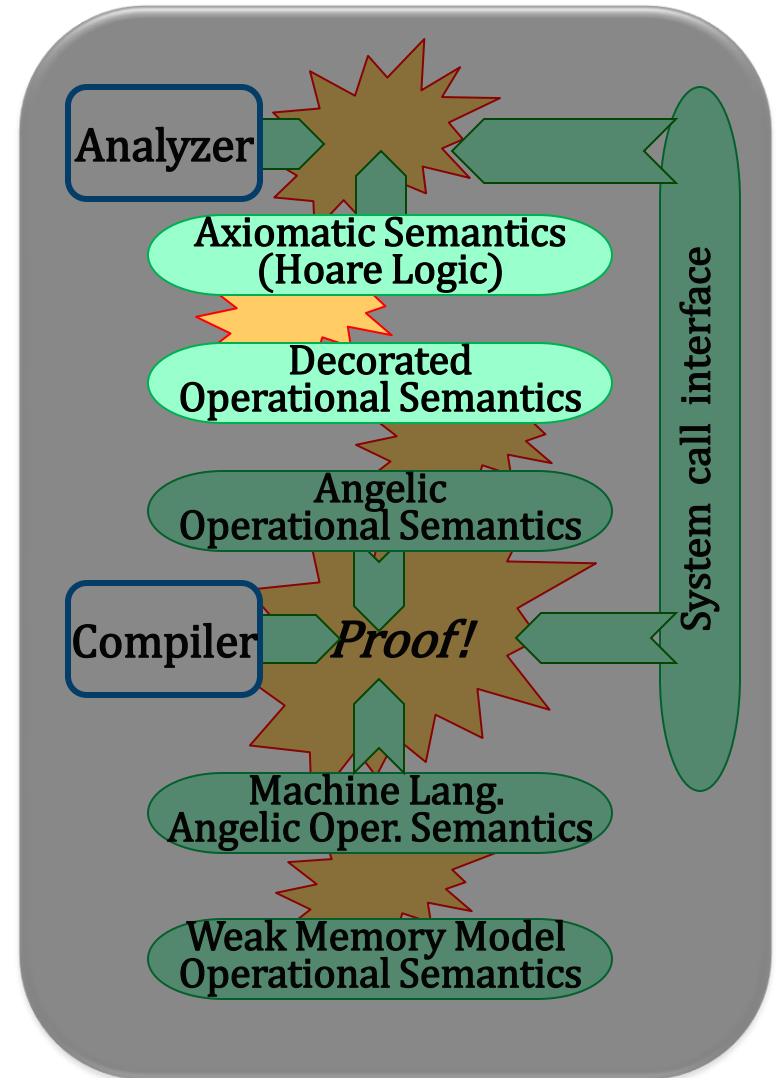 Analyzer
Axiomatic Semantics
(Hoare Logic)
Decorated
Operational Semantics
Angelic
Operational Semantics
Compiler
Proof!
Machine Lang.
Angelic Oper. Semantics
Weak Memory Model
Operational Semantics
System call interface